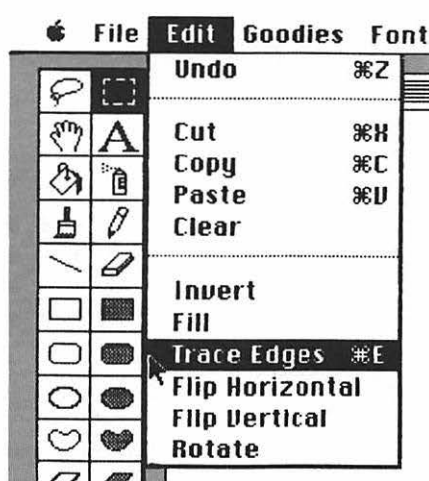 File Edit Goodies Font
Undo ⌘Z
Cut ⌘X
Copy ⌘C
Paste ⌘V
Clear
Invert
Fill
Trace Edges ⌘E
Flip Horizontal
Flip Vertical
Rotate
A